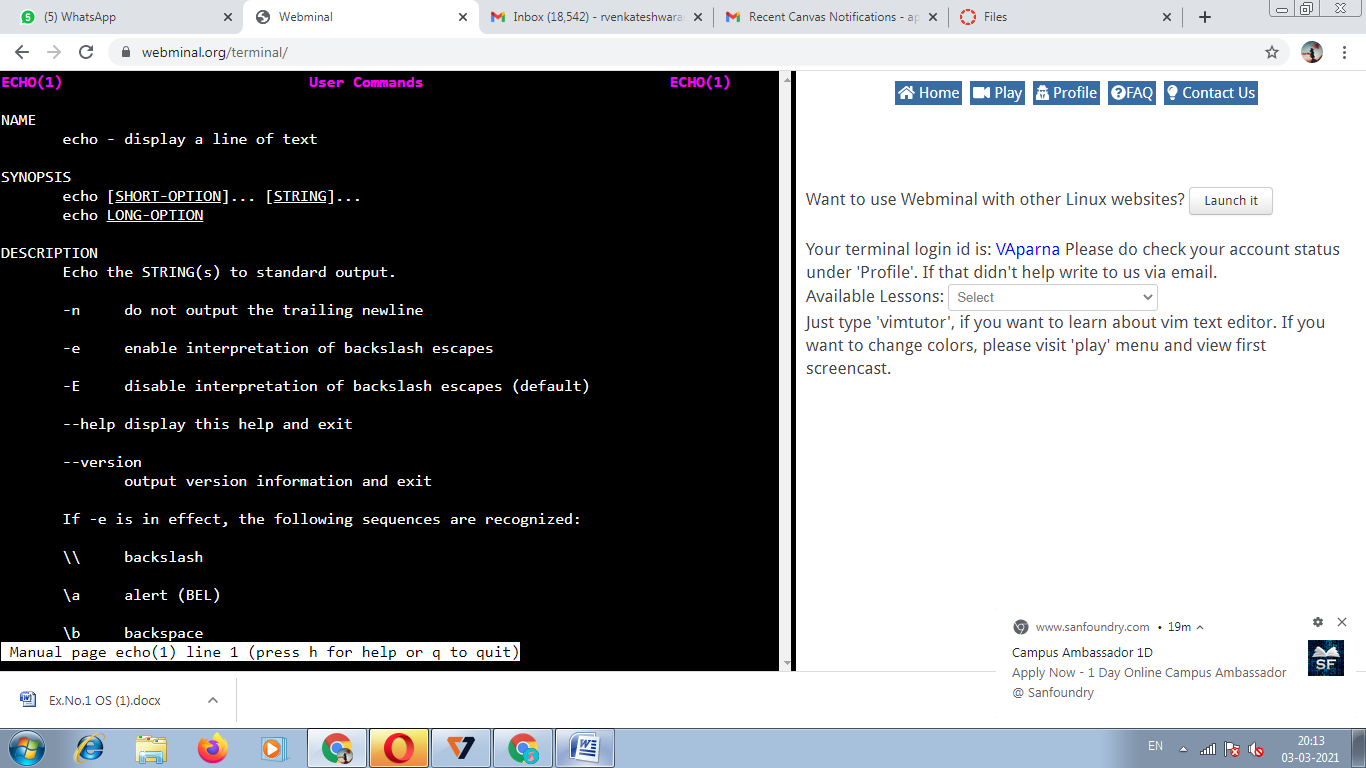 (5) WhatsApp
Webminal
Inbox (18,542) - rvenkateshwara
Recent Canvas Notifications - ap
Files
webminal.org/terminal/
ECHO(1) User Commands ECHO(1)
NAME
echo - display a line of text
SYNOPSIS
echo [SHORT-OPTION]... [STRING]...
echo LONG-OPTION
DESCRIPTION
Echo the STRING(s) to standard output.
-n do not output the trailing newline
-e enable interpretation of backslash escapes
-E disable interpretation of backslash escapes (default)
--help display this help and exit
--version
output version information and exit
If -e is in effect, the following sequences are recognized:
\\ backslash
\a alert (BEL)
\b backspace
Manual page echo(1) line 1 (press h for help or q to quit)
Home Play Profile FAQ Contact Us
Want to use Webminal with other Linux websites? Launch it
Your terminal login id is: VAparna Please do check your account status
under 'Profile'. If that didn't help write to us via email.
Available Lessons: Select
Just type 'vimtutor', if you want to learn about vim text editor. If you
want to change colors, please visit 'play' menu and view first
screencast.
www.sanfoundry.com • 19m
Campus Ambassador 1D
Apply Now - 1 Day Online Campus Ambassador
@ Sanfoundry
SF
Ex.No.1 OS (1).docx
EN
20:13
03-03-2021